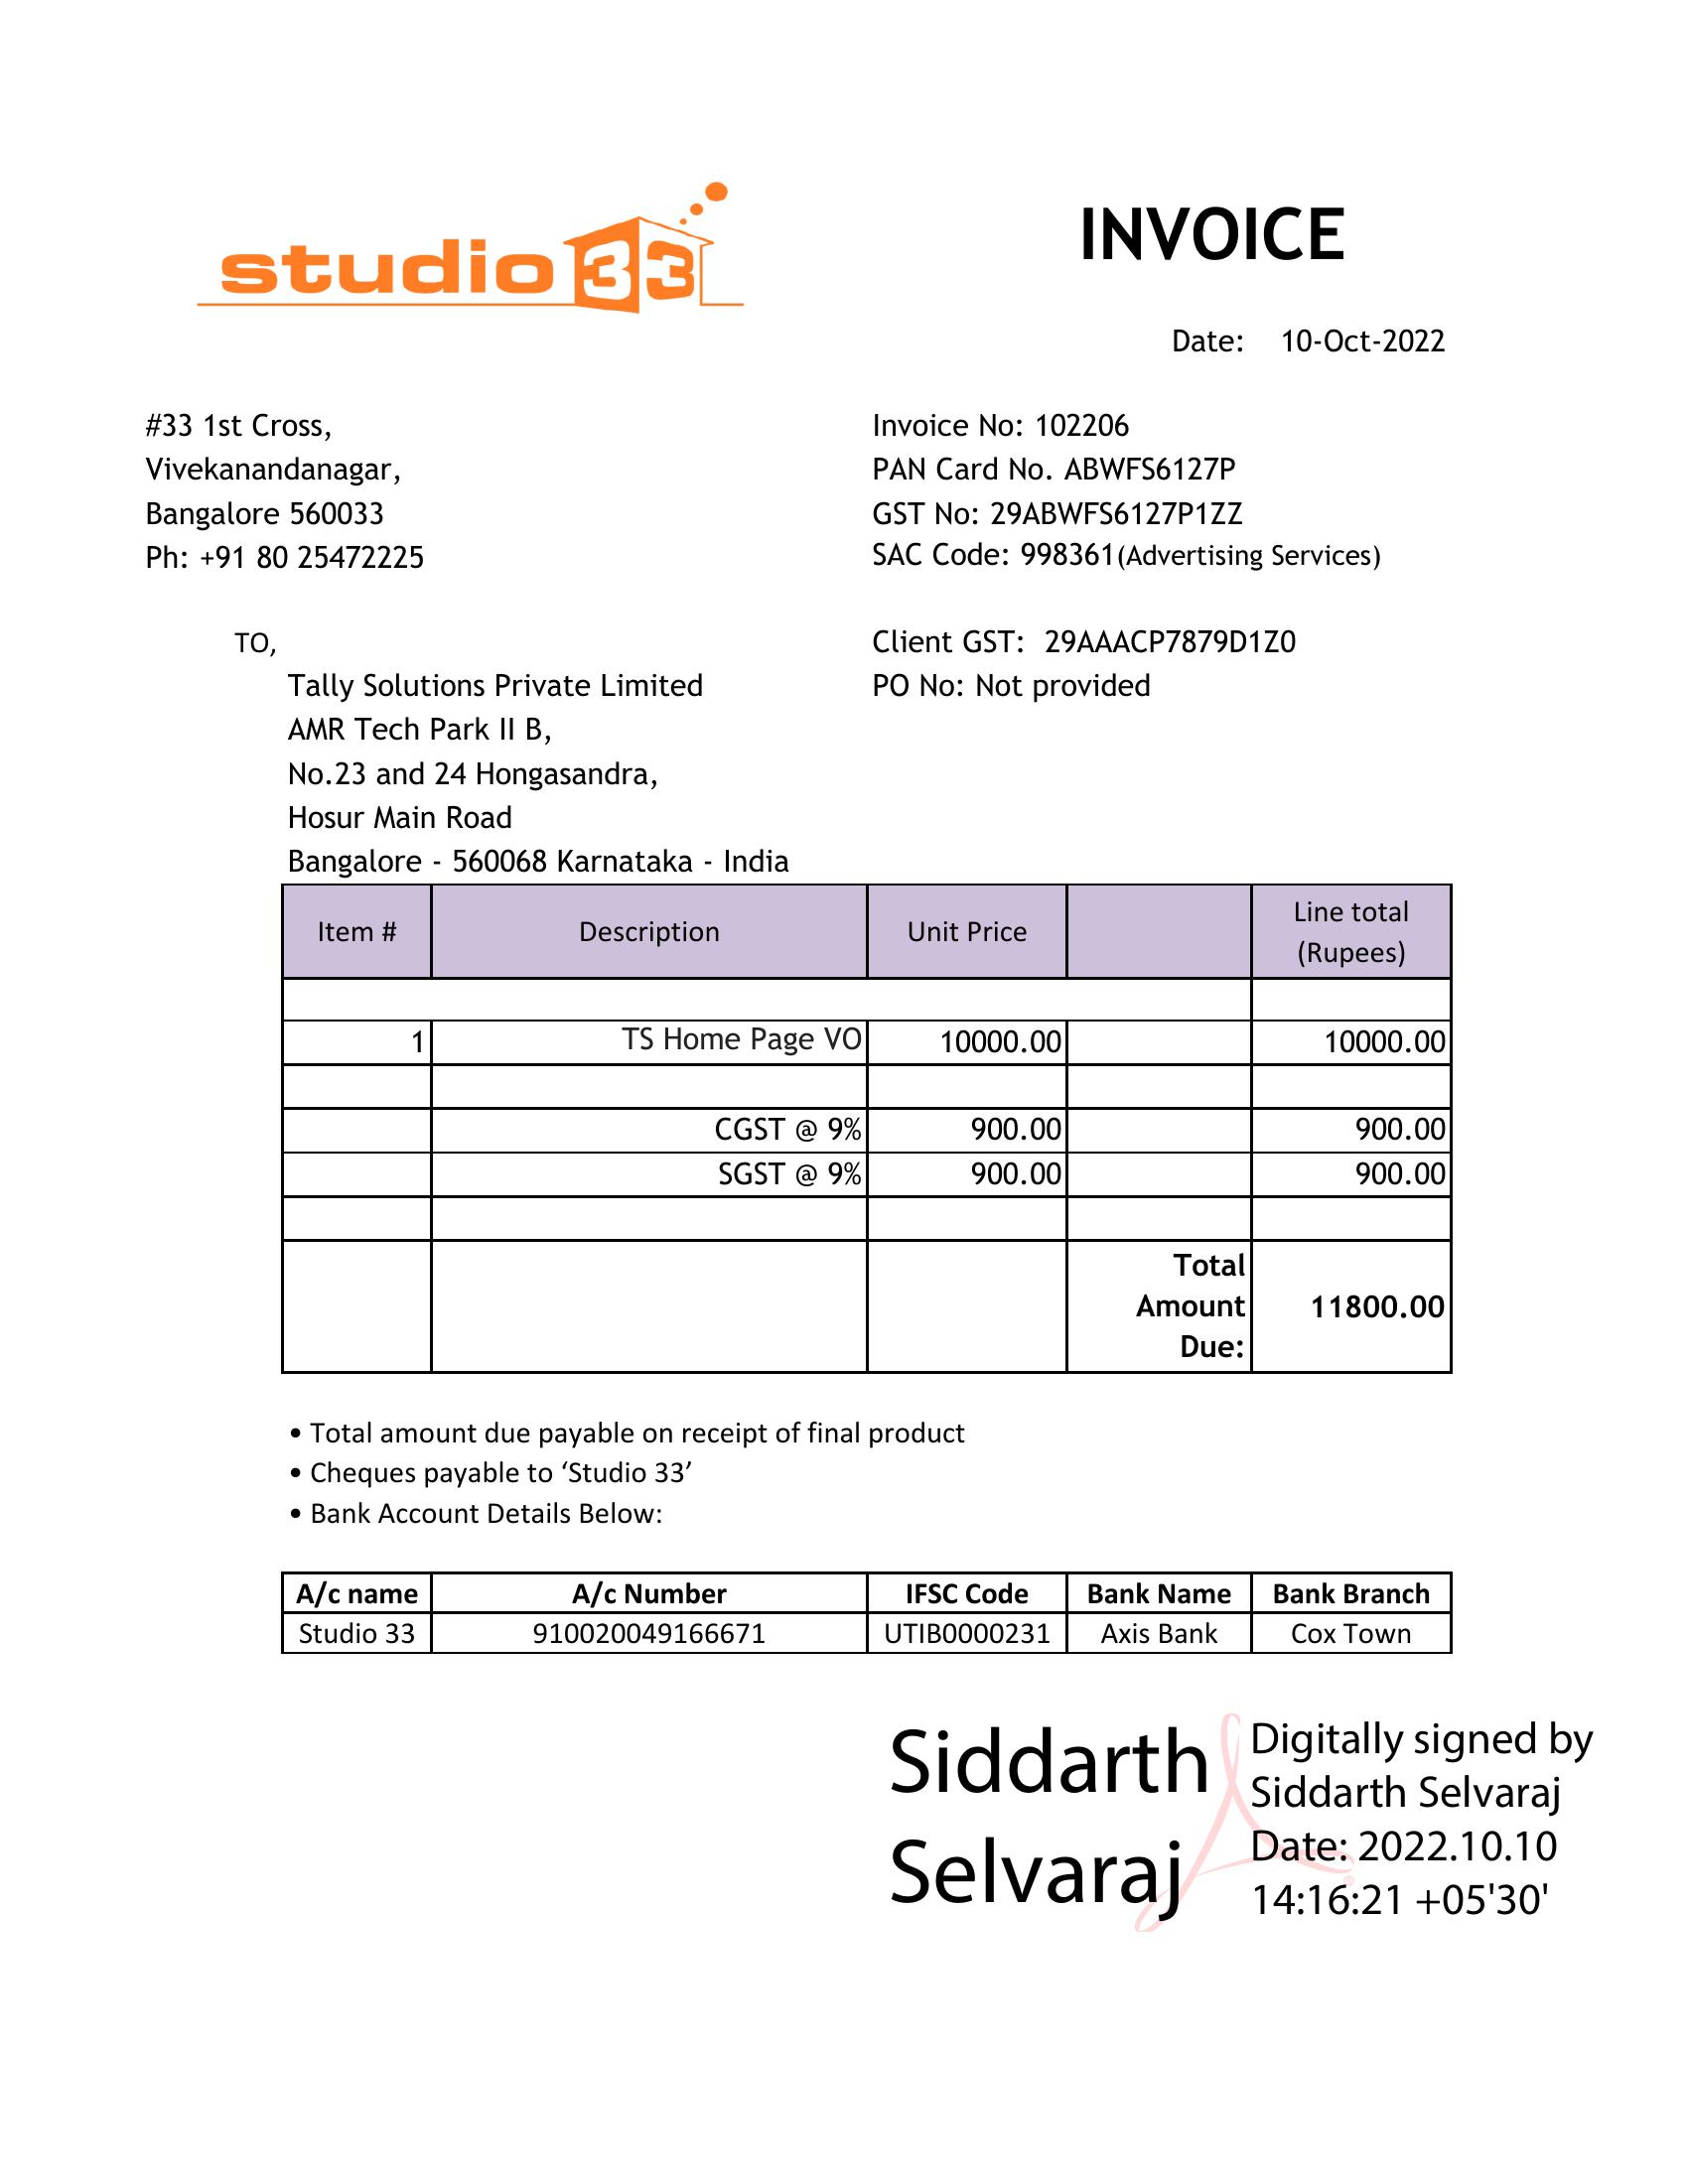 studio 33
INVOICE
Date: 10-Oct-2022
#33 1st Cross,
Vivekanandanagar,
Bangalore 560033
Ph: +91 80 25472225
Invoice No: 102206
PAN Card No. ABWFS6127P
GST No: 29ABWFS6127P1ZZ
SAC Code: 998361(Advertising Services)
TO,
Tally Solutions Private Limited
AMR Tech Park II B,
No.23 and 24 Hongasandra,
Hosur Main Road
Bangalore - 560068 Karnataka - India
Client GST: 29AAACP7879D1Z0
PO No: Not provided
Item # Description Unit Price Line total (Rupees)
1 TS Home Page VO 10000.00 10000.00
CGST @ 9% 900.00 900.00
SGST @ 9% 900.00 900.00
Total Amount Due: 11800.00
• Total amount due payable on receipt of final product
• Cheques payable to ‘Studio 33’
• Bank Account Details Below:
A/c name A/c Number IFSC Code Bank Name Bank Branch
Studio 33 910020049166671 UTIB0000231 Axis Bank Cox Town
Siddarth
Selvaraj
Digitally signed by
Siddarth Selvaraj
Date: 2022.10.10
14:16:21 +05'30'